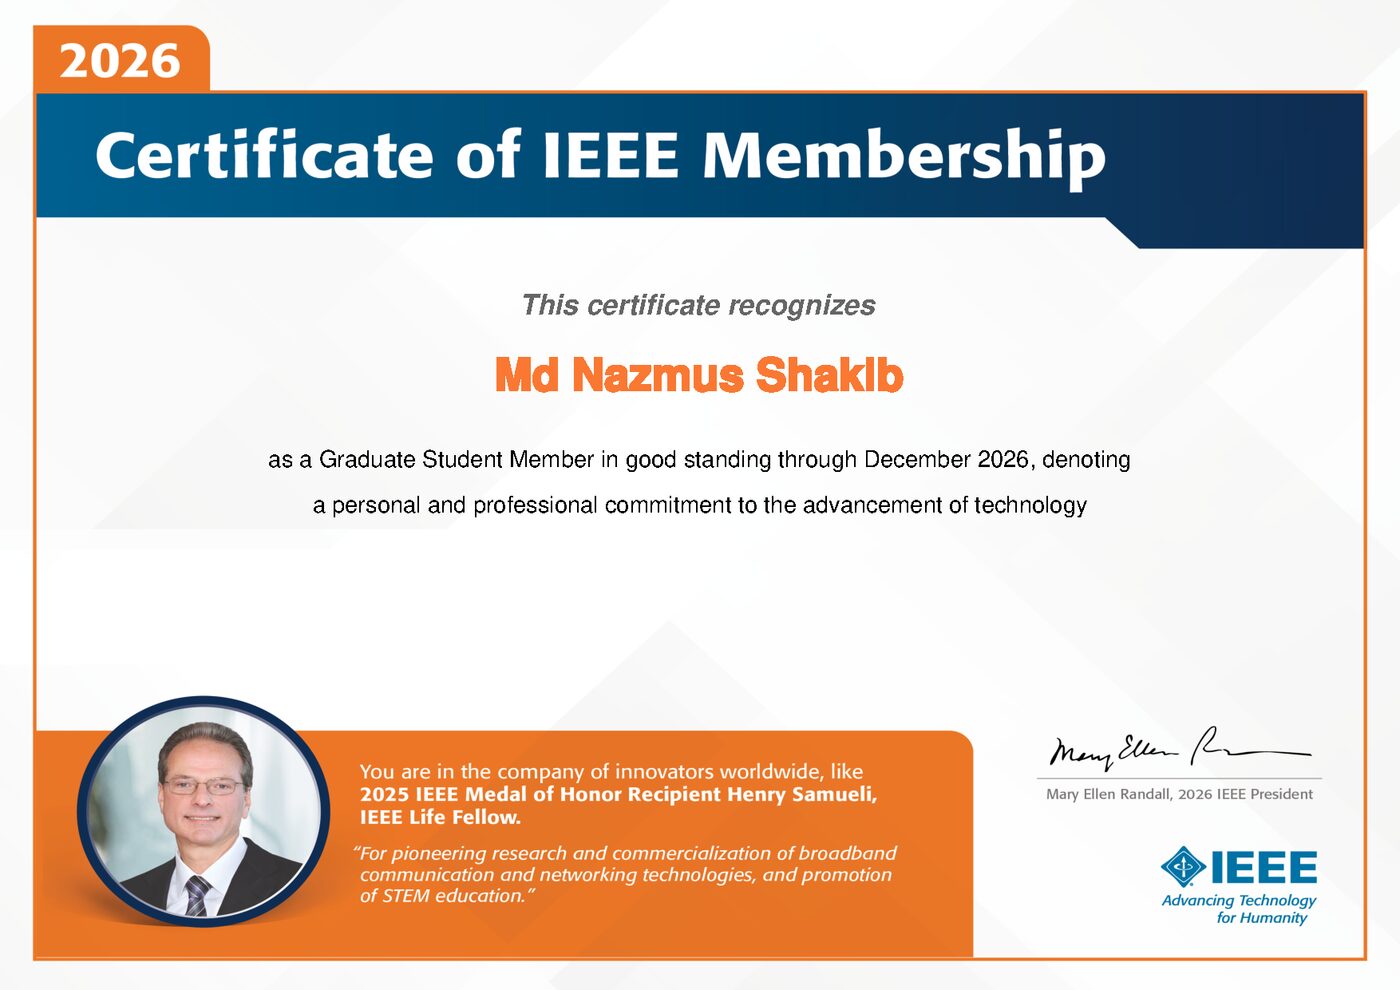 2026
Certificate of IEEE Membership
This certificate recognizes
Md Nazmus Shakib
as a Graduate Student Member in good standing through December 2026, denoting
a personal and professional commitment to the advancement of technology
You are in the company of innovators worldwide, like
2025 IEEE Medal of Honor Recipient Henry Samueli,
IEEE Life Fellow.
“For pioneering research and commercialization of broadband
communication and networking technologies, and promotion
of STEM education.”
Mary Ellen R
Mary Ellen Randall, 2026 IEEE President
IEEE
Advancing Technology
for Humanity